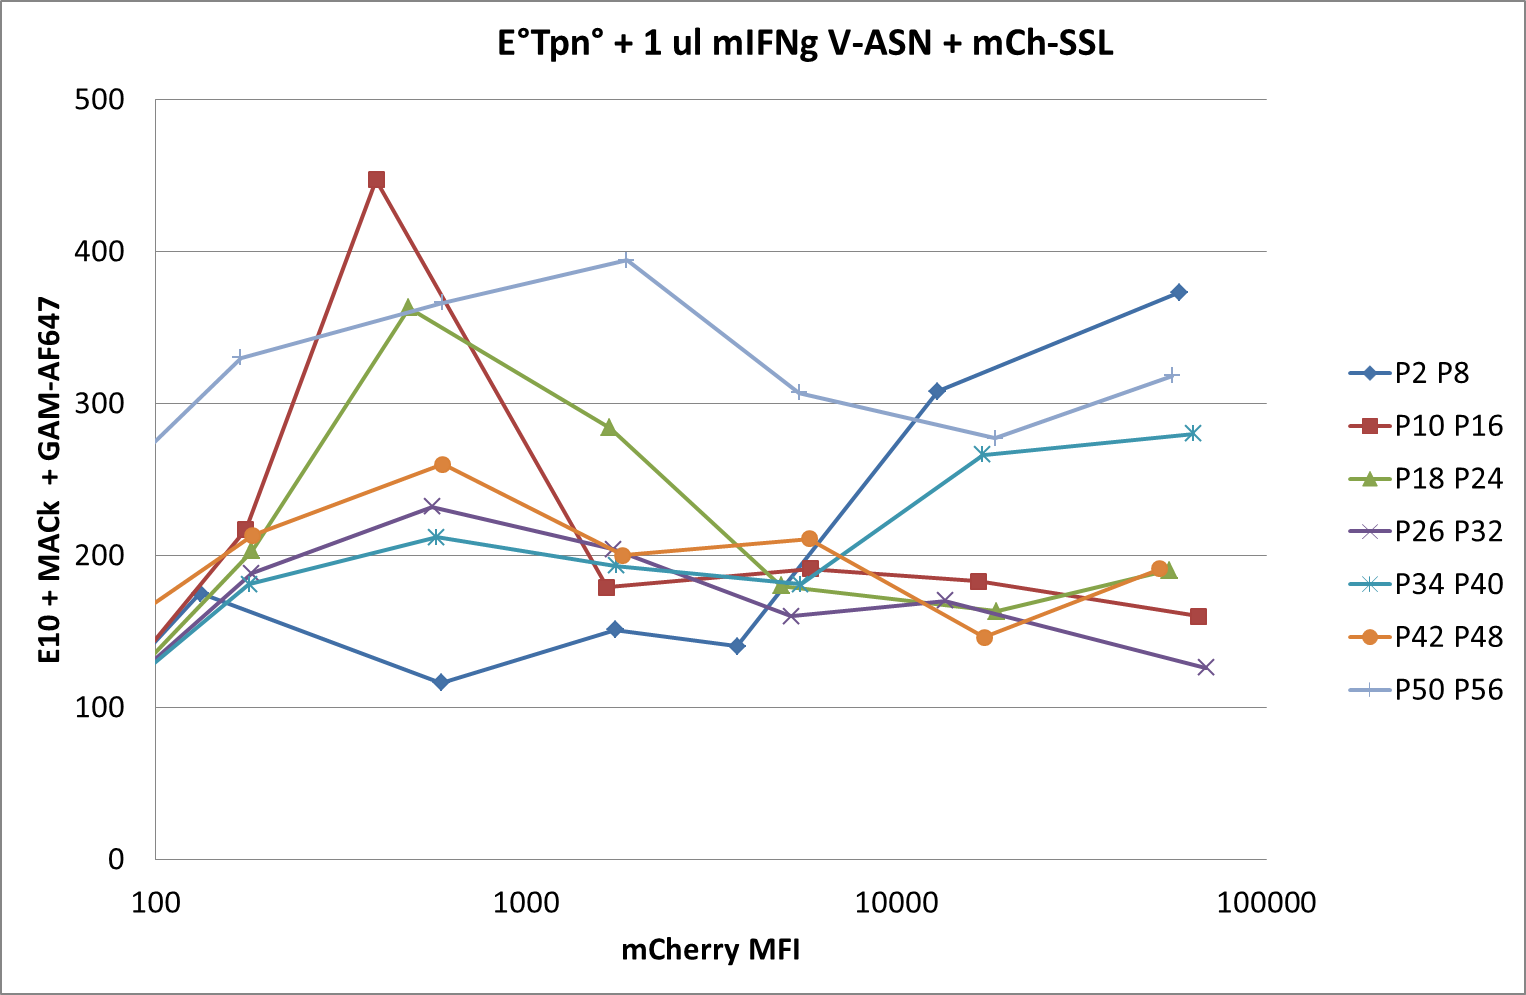 E°Tpn° + 1 ul mIFNg V-ASN + mCh-SSL
500
400
300
200
100
0
E10 + MACk + GAM-AF647
100
1000
10000
100000
mCherry MFI
P2 P8
P10 P16
P18 P24
P26 P32
P34 P40
P42 P48
P50 P56